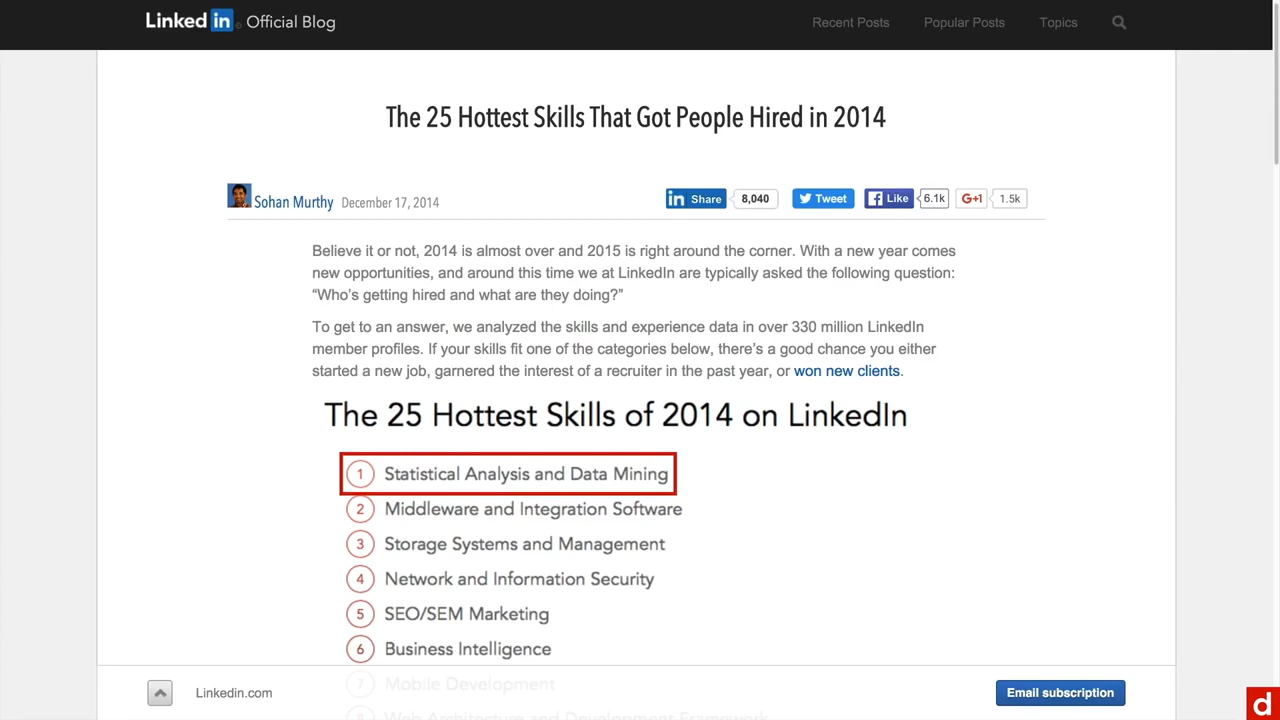 Linked in Official Blog
Recent Posts Popular Posts Topics
The 25 Hottest Skills That Got People Hired in 2014
Sohan Murthy December 17, 2014
in Share 8,040 Tweet Like 6.1k G+1 1.5k
Believe it or not, 2014 is almost over and 2015 is right around the corner. With a new year comes
new opportunities, and around this time we at LinkedIn are typically asked the following question:
“Who’s getting hired and what are they doing?”
To get to an answer, we analyzed the skills and experience data in over 330 million LinkedIn
member profiles. If your skills fit one of the categories below, there’s a good chance you either
started a new job, garnered the interest of a recruiter in the past year, or won new clients.
The 25 Hottest Skills of 2014 on LinkedIn
1 Statistical Analysis and Data Mining
2 Middleware and Integration Software
3 Storage Systems and Management
4 Network and Information Security
5 SEO/SEM Marketing
6 Business Intelligence
7 Mobile Development
8 Web Architecture and Development Framework
Linkedin.com
Email subscription
d